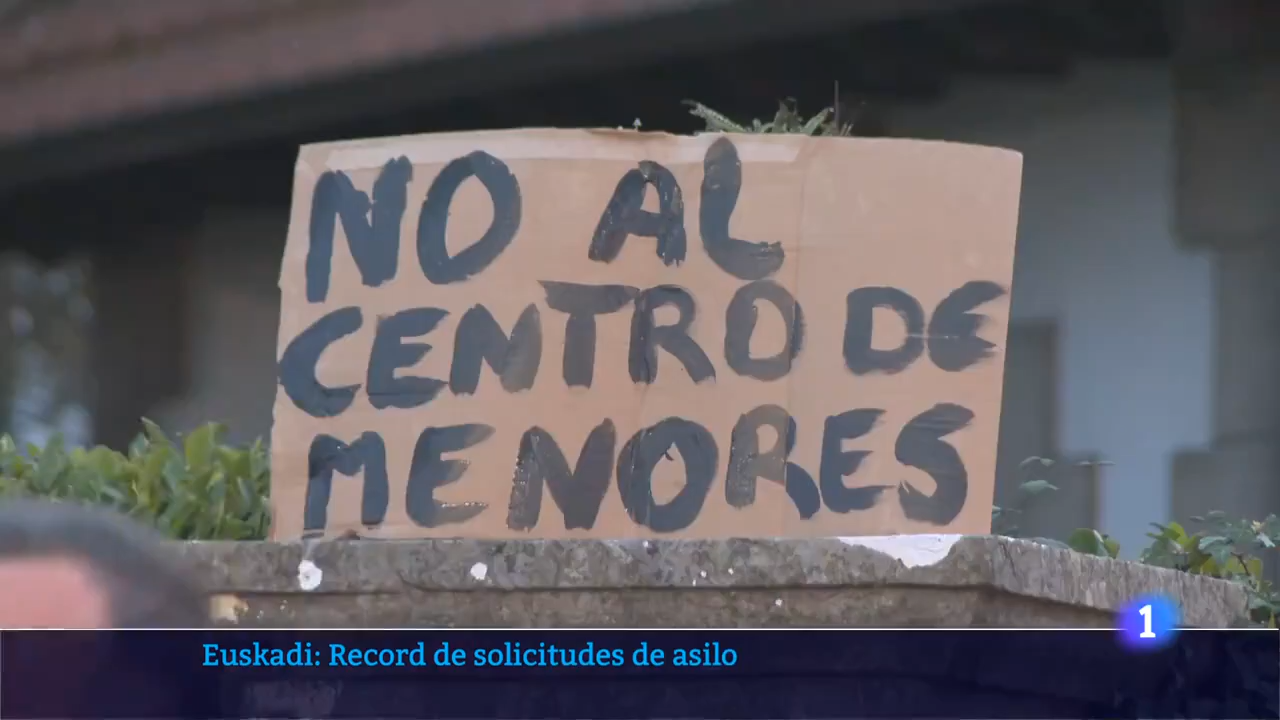 NO AL
CENTRO DE
MENORES
1
Euskadi: Record de solicitudes de asilo